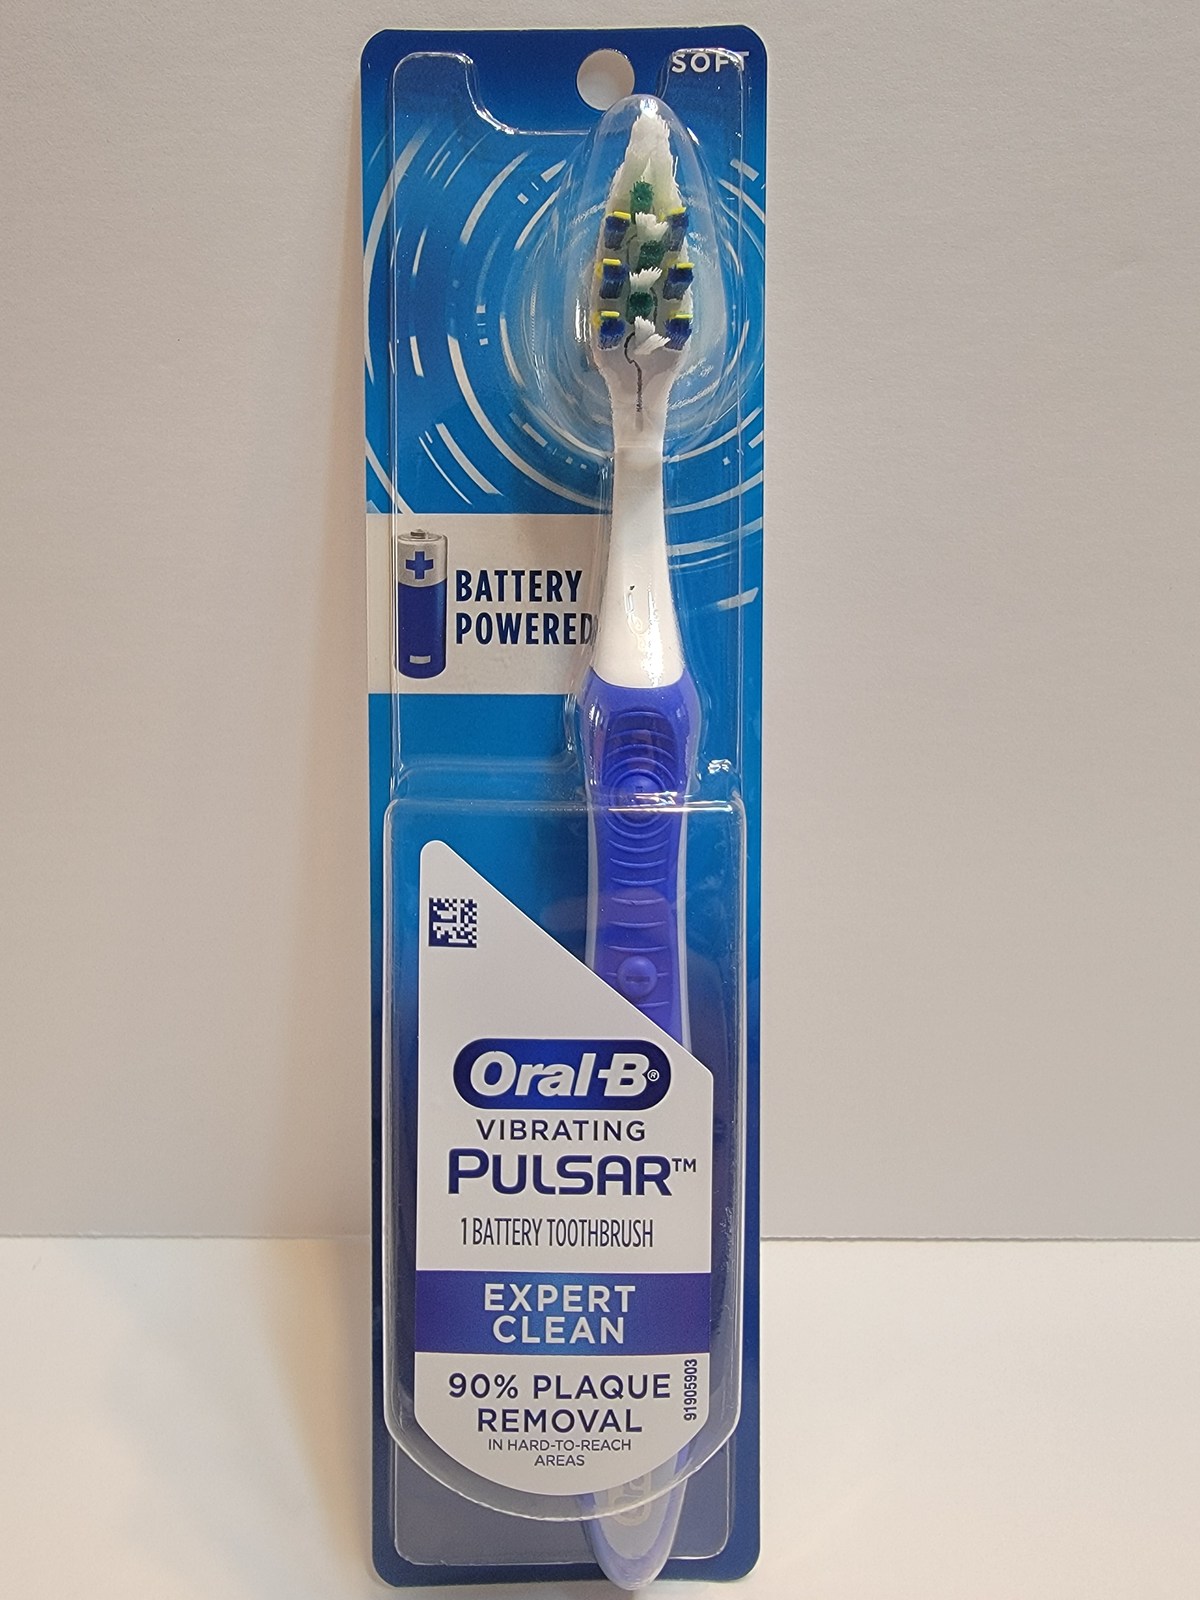 SOFT
BATTERY
POWERED
Oral-B®
VIBRATING
PULSAR™
1 BATTERY TOOTHBRUSH
EXPERT
CLEAN
90% PLAQUE
REMOVAL
IN HARD-TO-REACH
AREAS
91905903